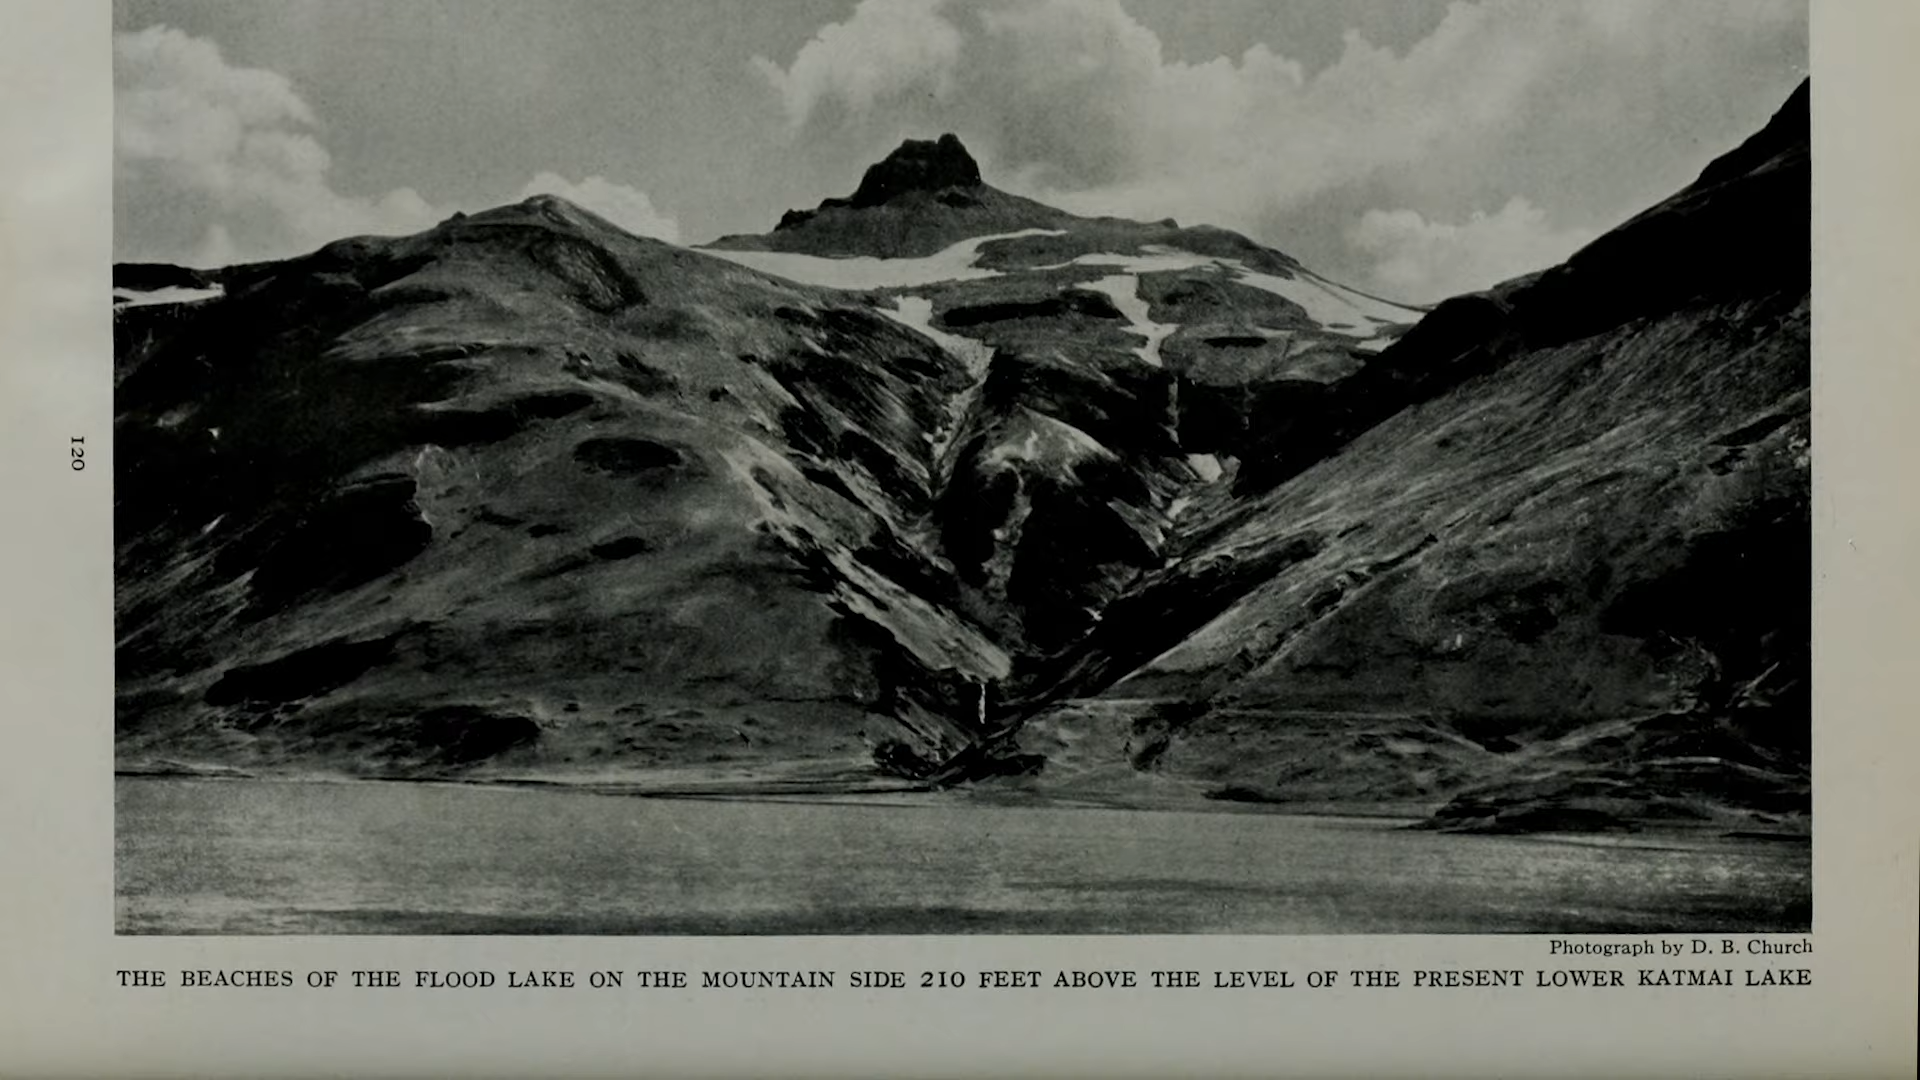 120
Photograph by D. B. Church
THE BEACHES OF THE FLOOD LAKE ON THE MOUNTAIN SIDE 210 FEET ABOVE THE LEVEL OF THE PRESENT LOWER KATMAI LAKE